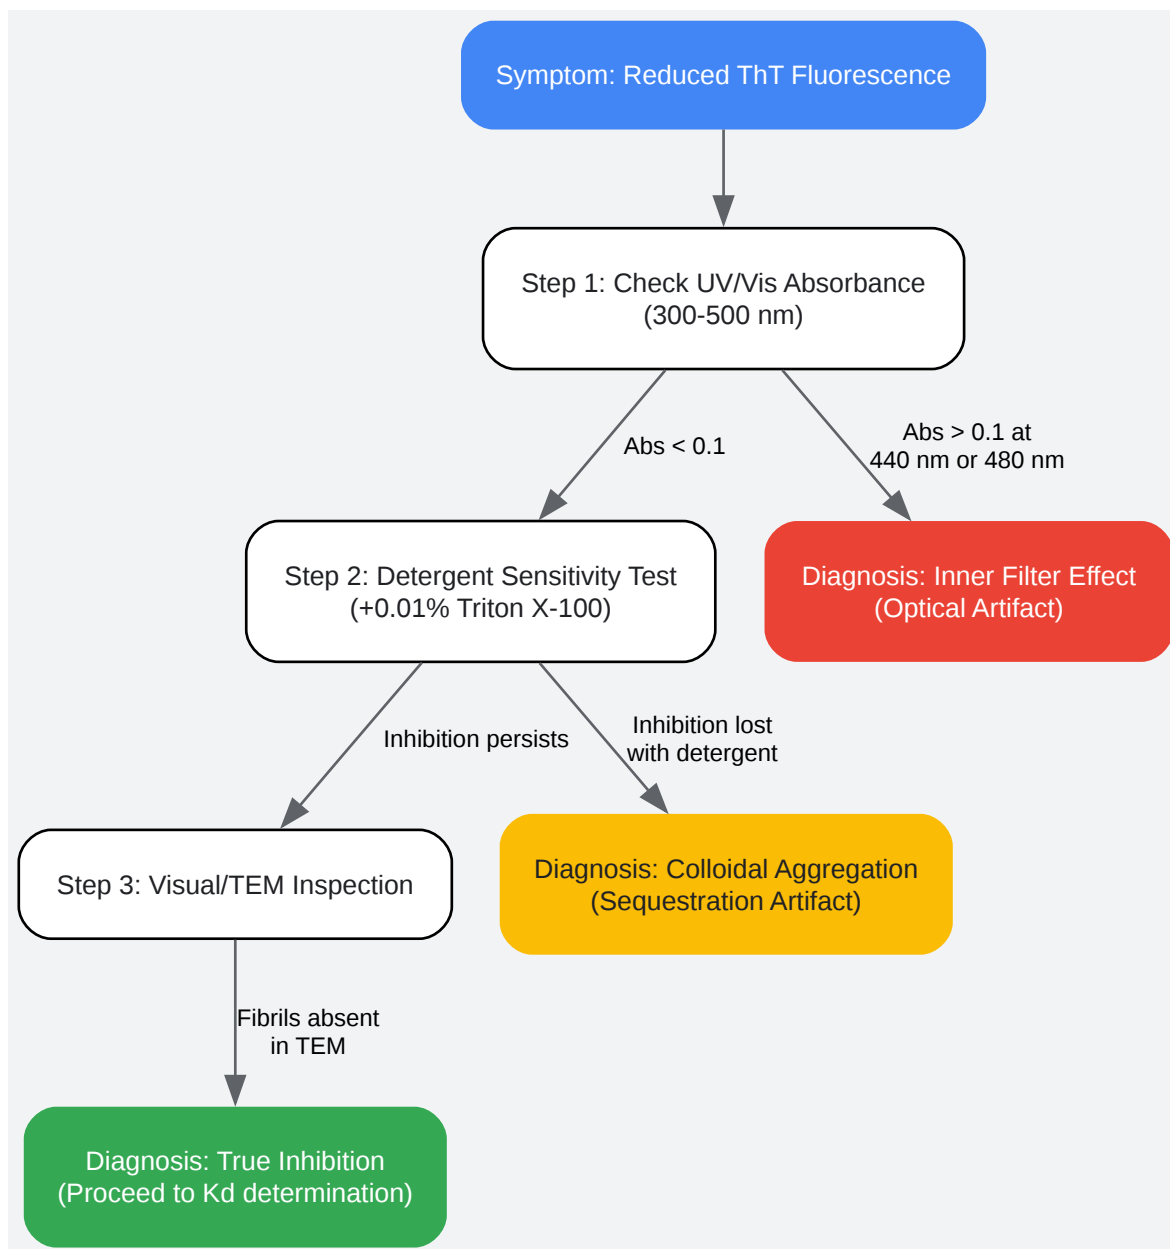 Symptom: Reduced ThT Fluorescence
Step 1: Check UV/Vis Absorbance
(300-500 nm)
Abs < 0.1
Abs > 0.1 at
440 nm or 480 nm
Step 2: Detergent Sensitivity Test
(+0.01% Triton X-100)
Diagnosis: Inner Filter Effect
(Optical Artifact)
Inhibition persists
Inhibition lost
with detergent
Step 3: Visual/TEM Inspection
Diagnosis: Colloidal Aggregation
(Sequestration Artifact)
Fibrils absent
in TEM
Diagnosis: True Inhibition
(Proceed to Kd determination)